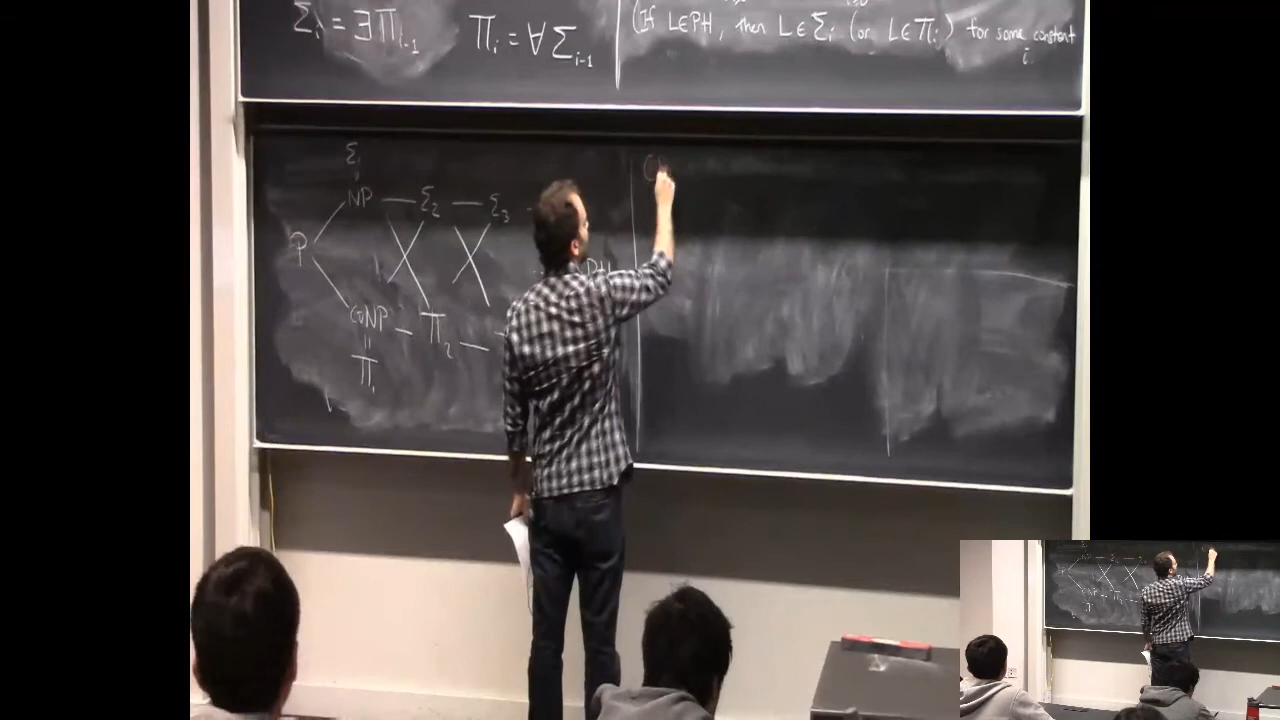 Σi = ∃Πi-1
Πi = ∀Σi-1
(If L∈PH, then L∈Σi (or L∈Πi) for some constant i.
Σ1
NP — Σ2 — Σ3
P
... PH
coNP — Π2 —
=
Π1